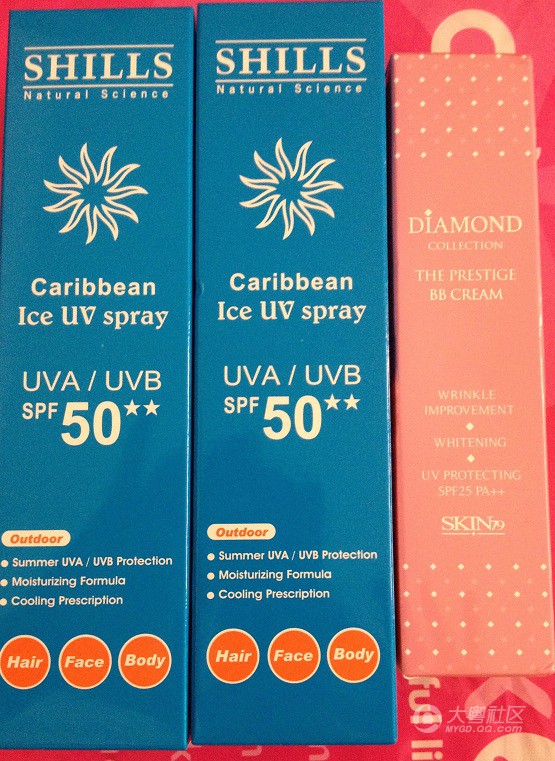 SHILLS
Natural Science
Caribbean
Ice UV spray
UVA / UVB
SPF 50★★
Outdoor
● Summer UVA / UVB Protection
● Moisturizing Formula
● Cooling Prescription
Hair Face Body
SHILLS
Natural Science
Caribbean
Ice UV spray
UVA / UVB
SPF 50★★
Outdoor
● Summer UVA / UVB Protection
● Moisturizing Formula
● Cooling Prescription
Hair Face Body
DIAMOND
COLLECTION
THE PRESTIGE
BB CREAM
WRINKLE
IMPROVEMENT
◆
WHITENING
◆
UV PROTECTING
SPF25 PA++
SKIN79
大粤社区
MYGD.QQ.COM